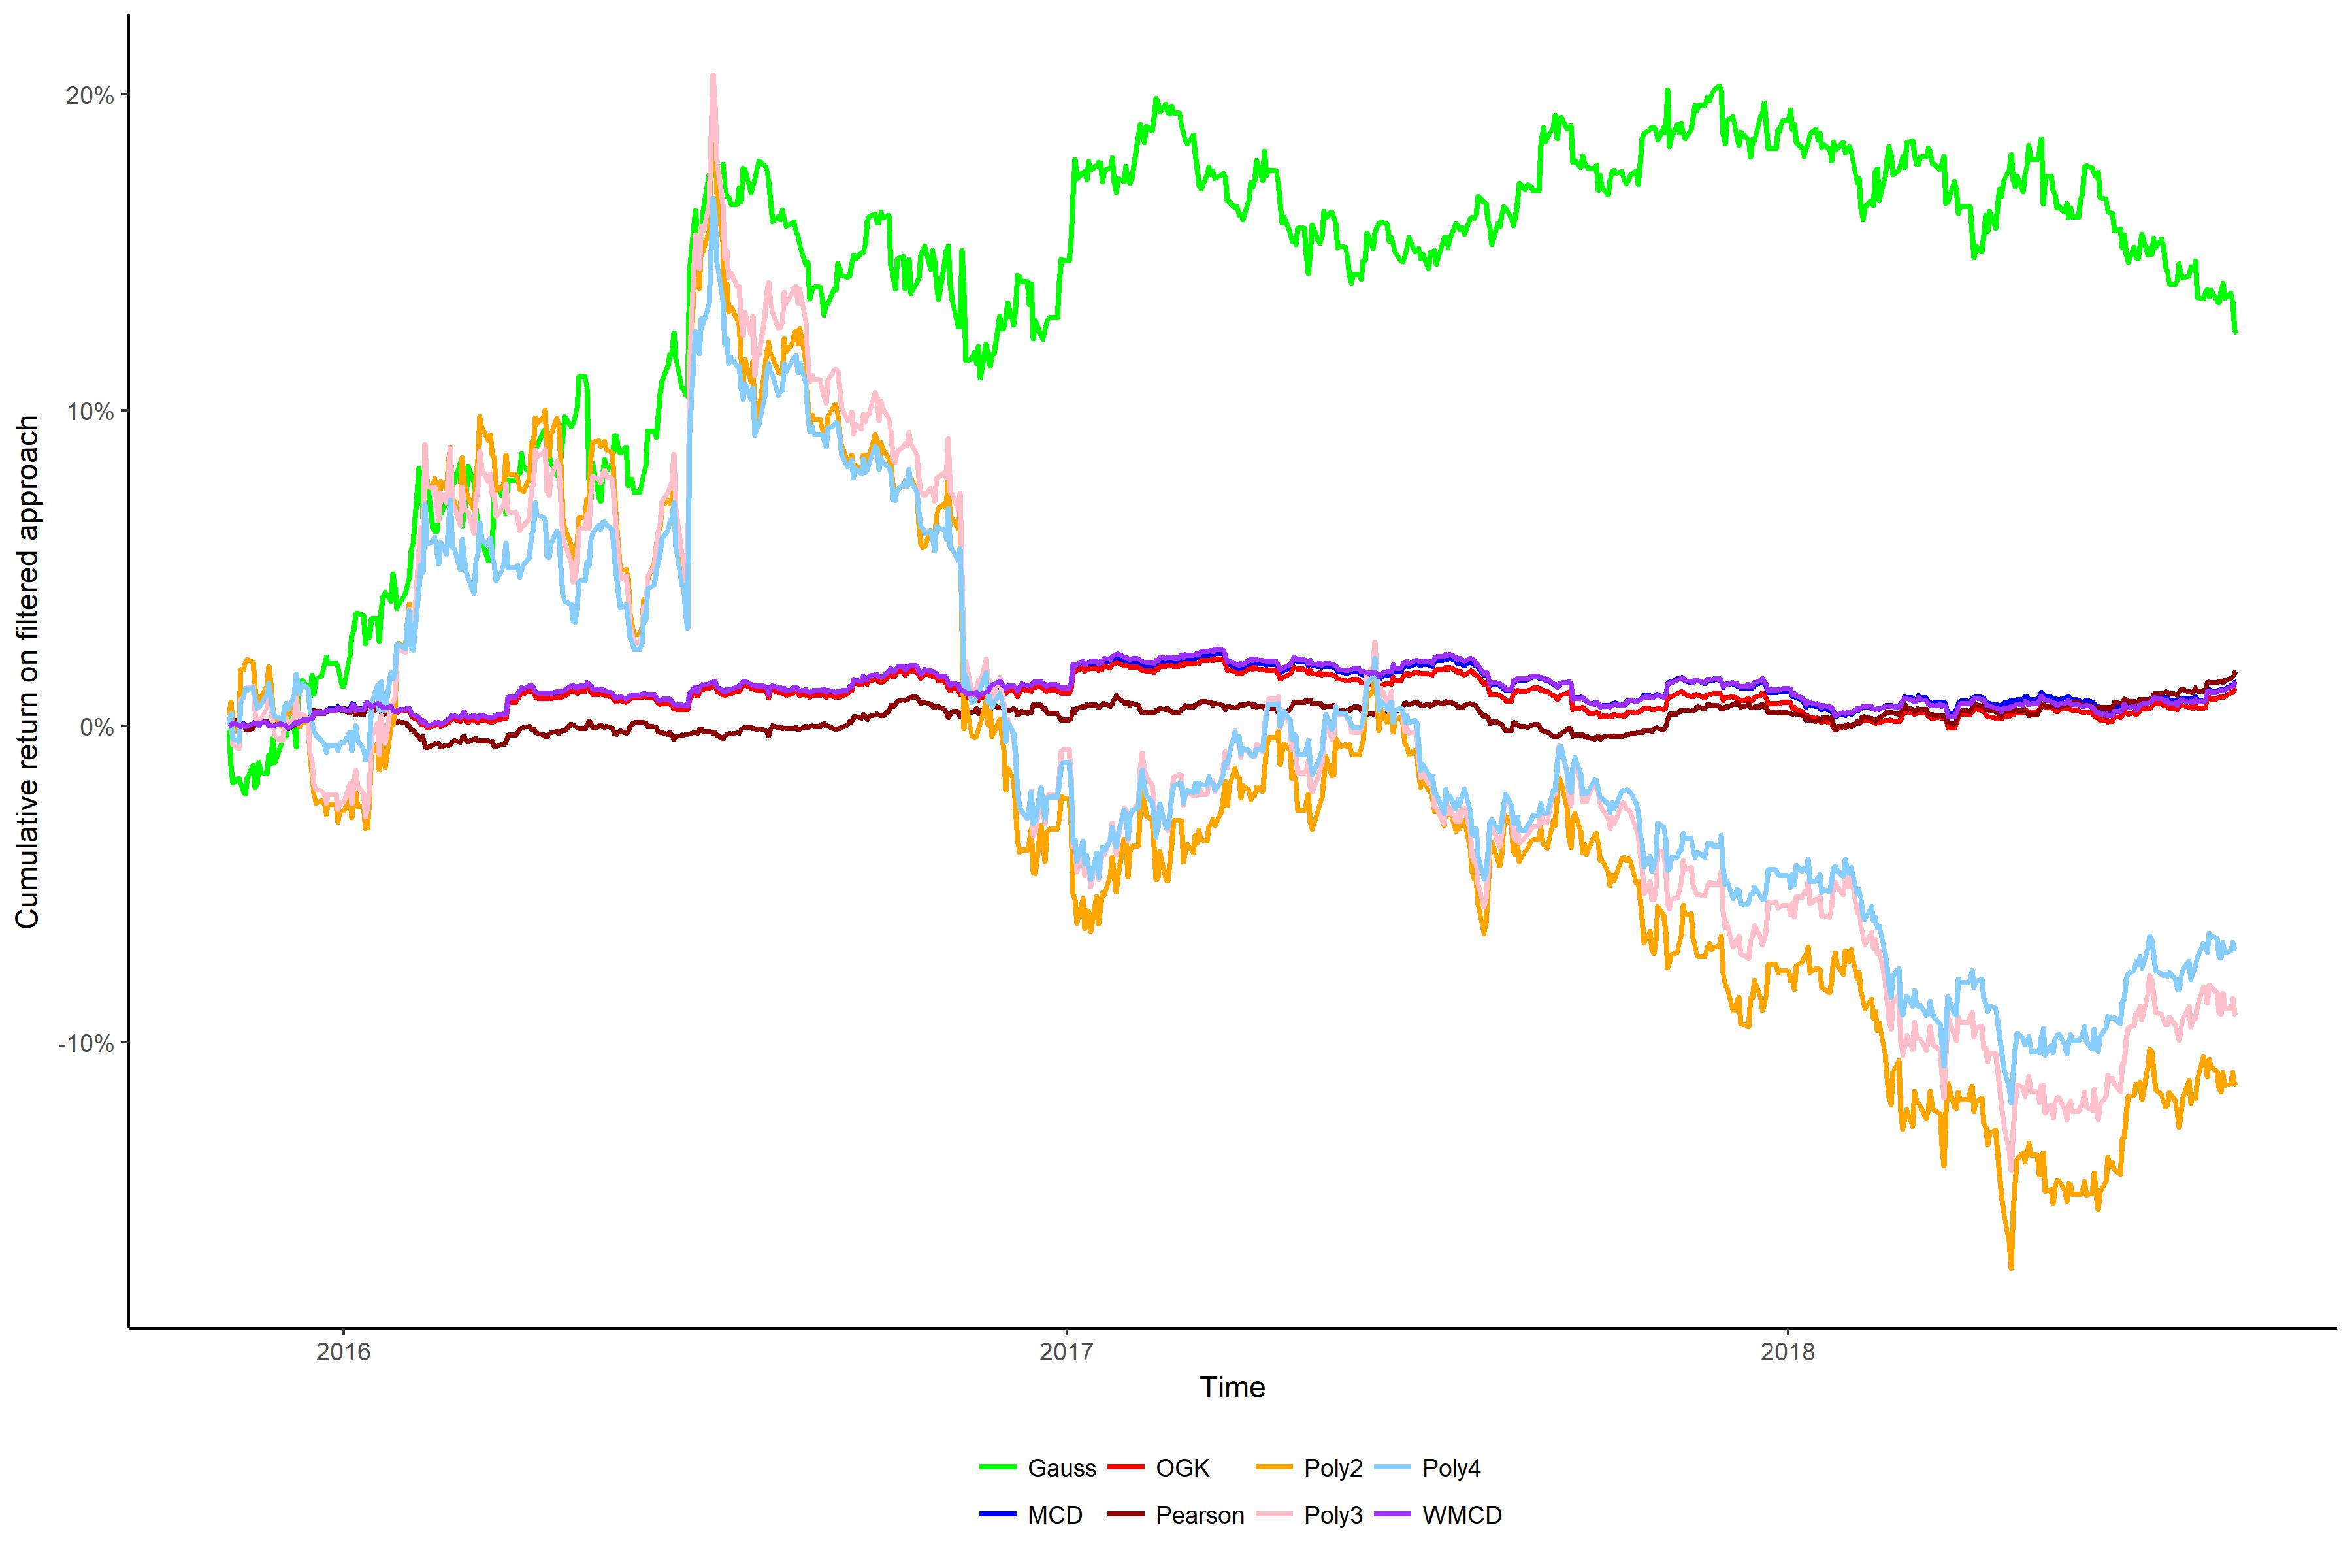 Cumulative return on filtered approach
20%
10%
0%
-10%
2016 2017 2018
Time
Gauss OGK Poly2 Poly4
MCD Pearson Poly3 WMCD